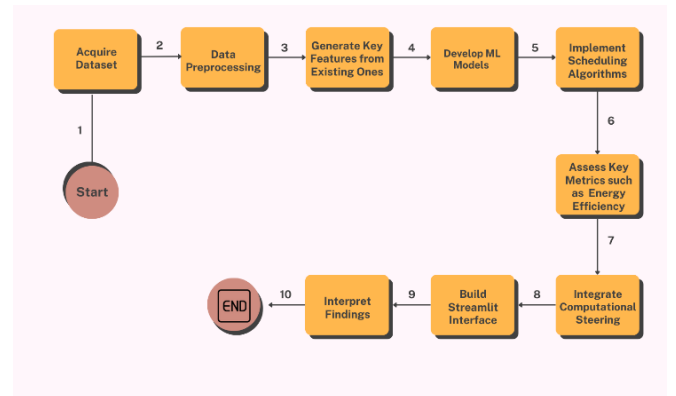 Start
1
Acquire
Dataset
2
Data
Preprocessing
3
Generate Key
Features from
Existing Ones
4
Develop ML
Models
5
Implement
Scheduling
Algorithms
6
Assess Key
Metrics such
as Energy
Efficiency
7
Integrate
Computational
Steering
8
Build
Streamlit
Interface
9
Interpret
Findings
10
END